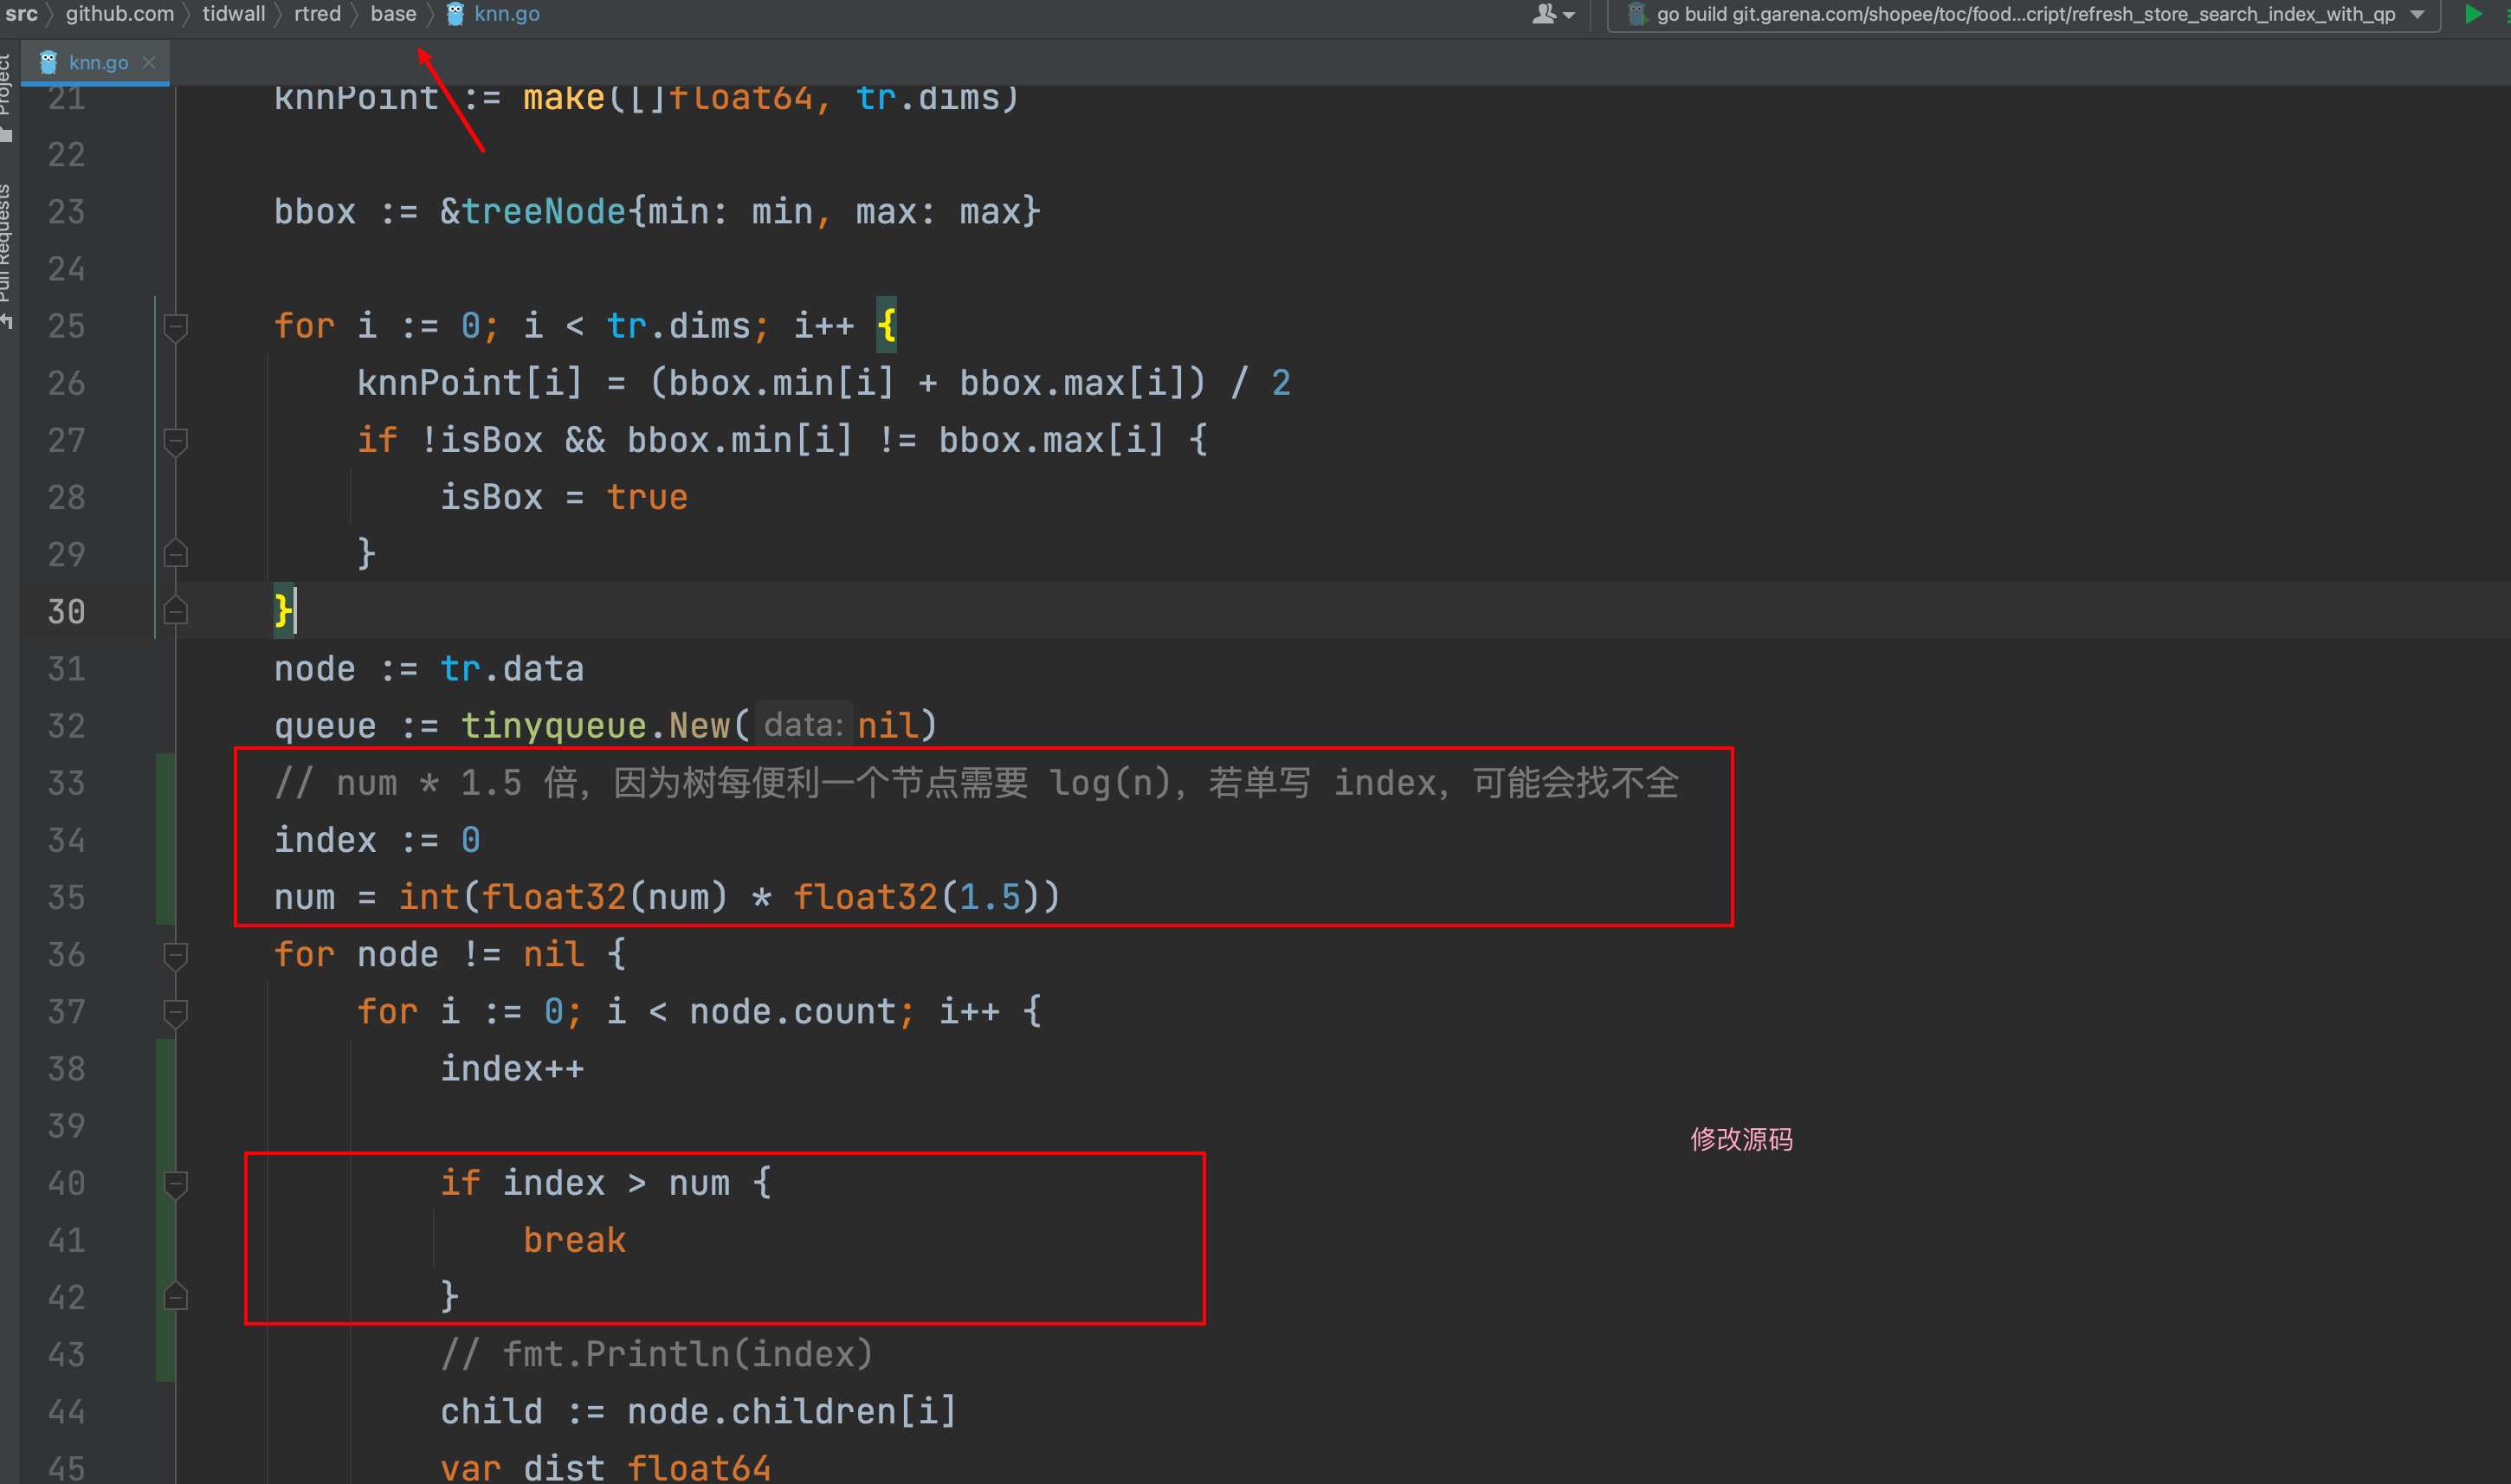 src github.com tidwall rtred base knn.go go build git.garena.com/shopee/toc/food...cript/refresh_store_search_index_with_qp
knn.go
Project
Pull Requests
21 knnPoint := make([]float64, tr.dims)
22
23 bbox := &treeNode{min: min, max: max}
24
25 for i := 0; i < tr.dims; i++ {
26 knnPoint[i] = (bbox.min[i] + bbox.max[i]) / 2
27 if !isBox && bbox.min[i] != bbox.max[i] {
28 isBox = true
29 }
30 }
31 node := tr.data
32 queue := tinyqueue.New( data: nil)
33 // num * 1.5 倍，因为树每便利一个节点需要 log(n)，若单写 index，可能会找不全
34 index := 0
35 num = int(float32(num) * float32(1.5))
36 for node != nil {
37 for i := 0; i < node.count; i++ {
38 index++
39
修改源码
40 if index > num {
41 break
42 }
43 // fmt.Println(index)
44 child := node.children[i]
45 var dist float64